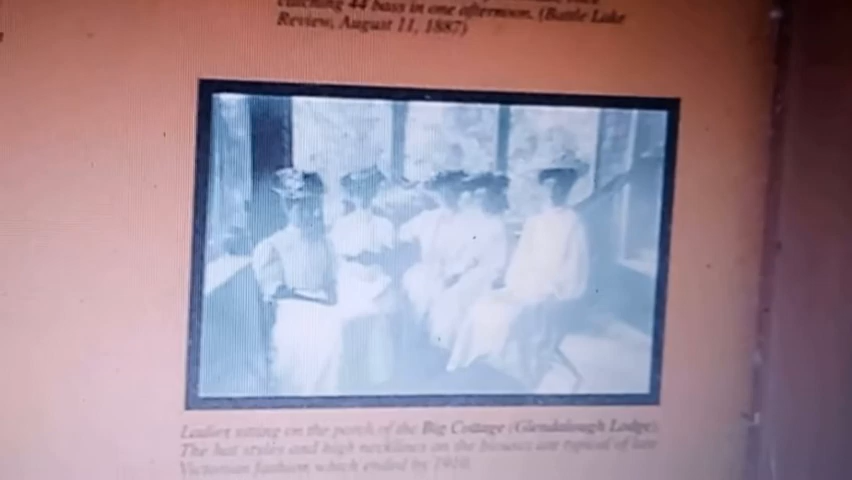 catching 44 bass in one afternoon. (Battle Lake
Review, August 11, 1887)
Ladies sitting on the porch of the Big Cottage (Glendalough Lodge).
The hat styles and high necklines on the blouses are typical of late
Victorian fashion which ended by 1910.